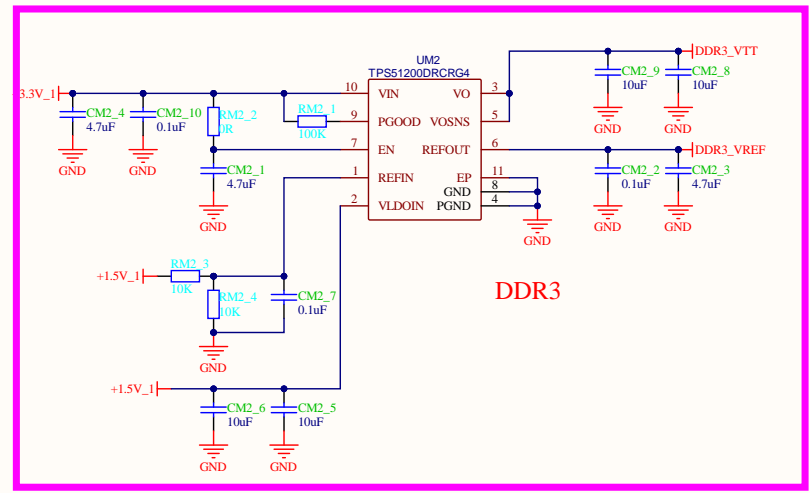 UM2
TPS51200DRCRG4
3.3V_1
CM2_4
4.7uF
GND
CM2_10
0.1uF
GND
RM2_2
0R
RM2_1
100K
CM2_1
4.7uF
GND
10 VIN
9 PGOOD
7 EN
1 REFIN
2 VLDOIN
VO 3
VOSNS 5
REFOUT 6
EP 11
GND 8
PGND 4
GND
DDR3_VTT
CM2_9
10uF
GND
CM2_8
10uF
GND
DDR3_VREF
CM2_2
0.1uF
GND
CM2_3
4.7uF
GND
+1.5V_1
RM2_3
10K
RM2_4
10K
CM2_7
0.1uF
GND
DDR3
+1.5V_1
CM2_6
10uF
GND
CM2_5
10uF
GND